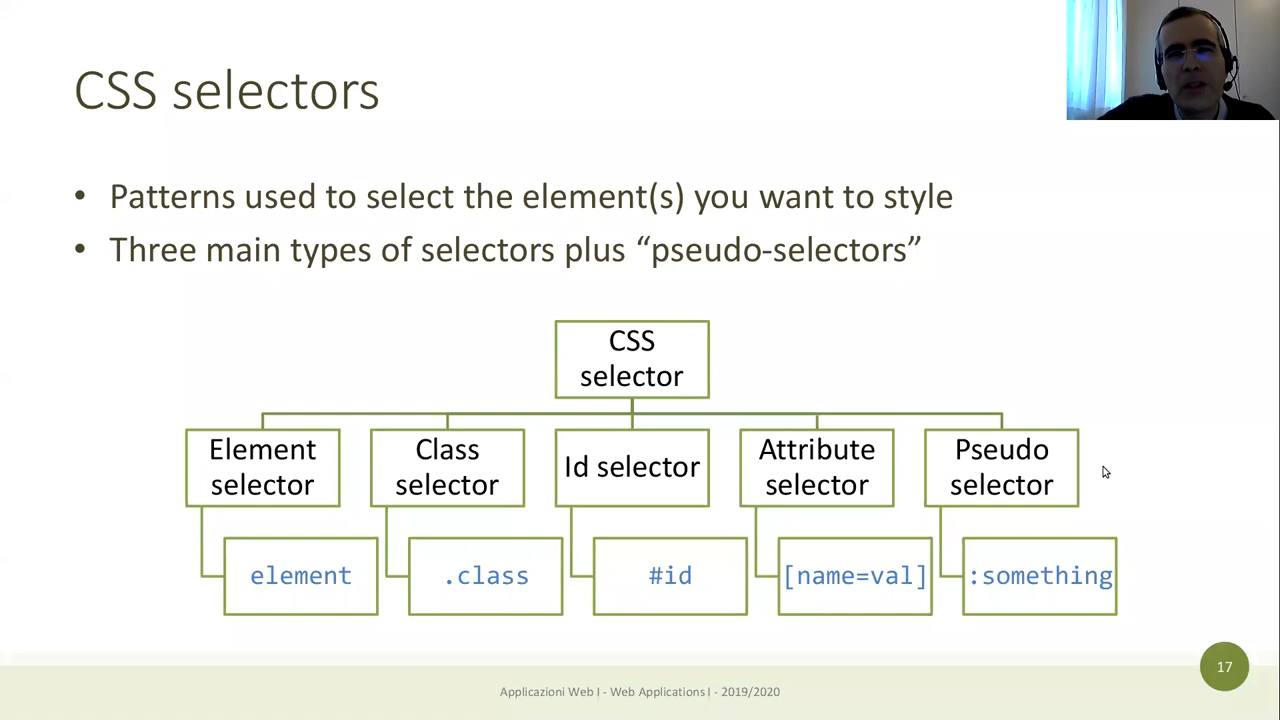 CSS selectors
• Patterns used to select the element(s) you want to style
• Three main types of selectors plus “pseudo-selectors”
CSS
selector
Element
selector
Class
selector
Id selector
Attribute
selector
Pseudo
selector
element
.class
#id
[name=val]
:something
17
Applicazioni Web I - Web Applications I - 2019/2020